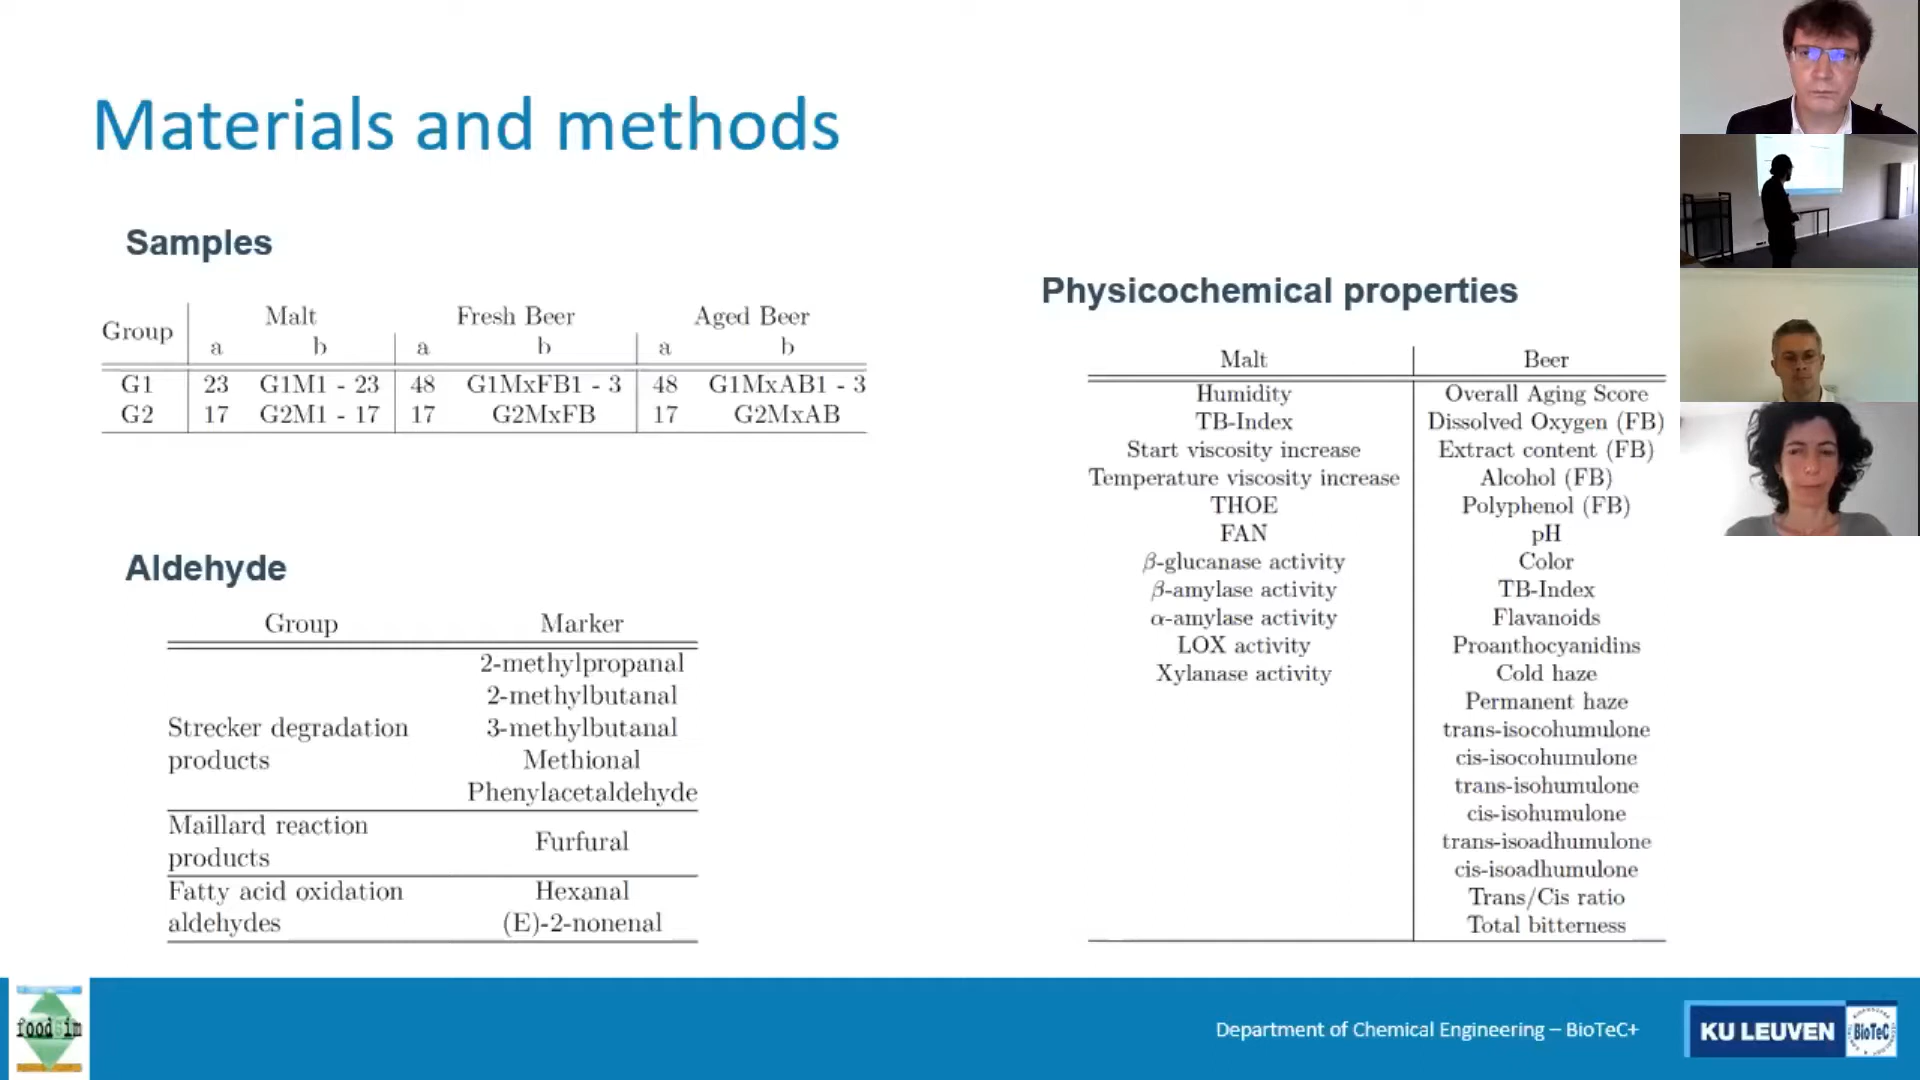 Materials and methods
Samples
Group Malt Fresh Beer Aged Beer
a b a b a b
G1 23 G1M1 - 23 48 G1MxFB1 - 3 48 G1MxAB1 - 3
G2 17 G2M1 - 17 17 G2MxFB 17 G2MxAB
Aldehyde
Group Marker
Strecker degradation products
2-methylpropanal
2-methylbutanal
3-methylbutanal
Methional
Phenylacetaldehyde
Maillard reaction products
Furfural
Fatty acid oxidation aldehydes
Hexanal
(E)-2-nonenal
Physicochemical properties
Malt Beer
Humidity Overall Aging Score
TB-Index Dissolved Oxygen (FB)
Start viscosity increase Extract content (FB)
Temperature viscosity increase Alcohol (FB)
THOE Polyphenol (FB)
FAN pH
β-glucanase activity Color
β-amylase activity TB-Index
α-amylase activity Flavanoids
LOX activity Proanthocyanidins
Xylanase activity Cold haze
Permanent haze
trans-isocohumulone
cis-isocohumulone
trans-isohumulone
cis-isohumulone
trans-isoadhumulone
cis-isoadhumulone
Trans/Cis ratio
Total bitterness
foodsim
Department of Chemical Engineering – BioTeC+
KU LEUVEN
BioTeC